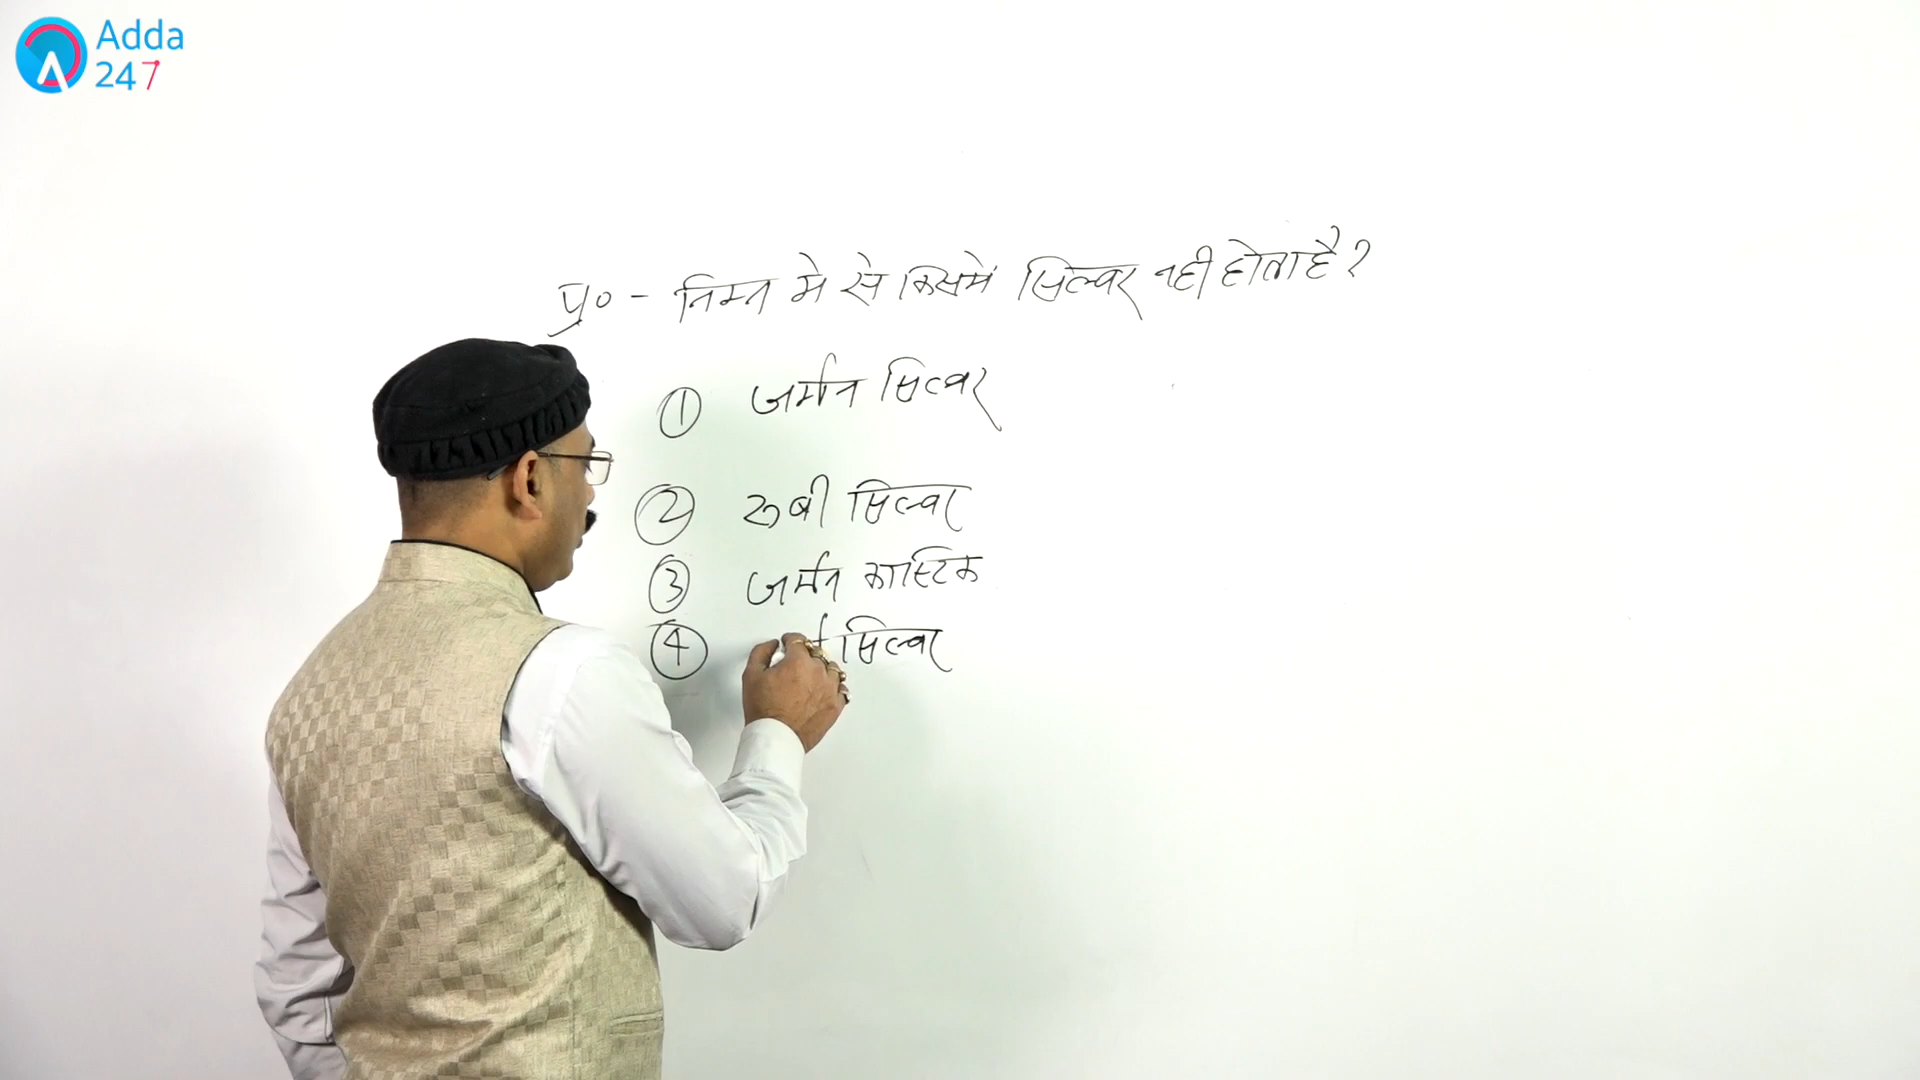 Adda
247
प्र० - निम्न मे से किसमें सिल्वर नही होता है?
① जर्मन सिल्वर
② रूबी सिल्वर
③ जर्मन कास्टिक
④ सिल्वर